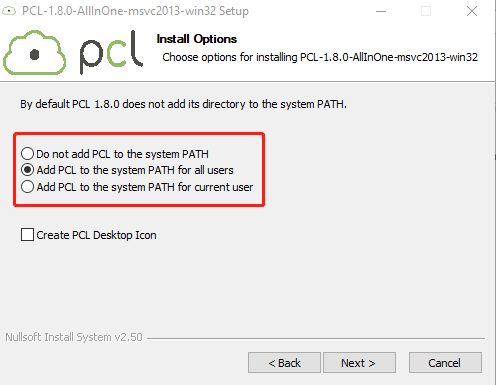 PCL-1.8.0-AllInOne-msvc2013-win32 Setup
pcl
Install Options
Choose options for installing PCL-1.8.0-AllInOne-msvc2013-win32
By default PCL 1.8.0 does not add its directory to the system PATH.
Do not add PCL to the system PATH
Add PCL to the system PATH for all users
Add PCL to the system PATH for current user
Create PCL Desktop Icon
Nullsoft Install System v2.50
< Back Next > Cancel